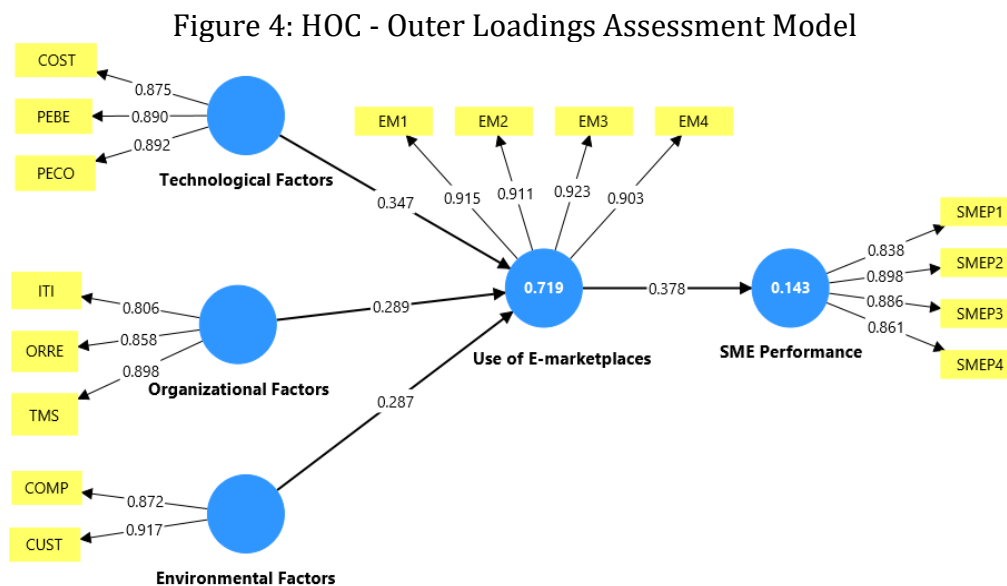 Figure 4: HOC - Outer Loadings Assessment Model
COST
PEBE
PECO
0.875
0.890
0.892
Technological Factors
0.347
EM1
EM2
EM3
EM4
0.915
0.911
0.923
0.903
ITI
ORRE
TMS
0.806
0.858
0.898
Organizational Factors
0.289
0.719
Use of E-marketplaces
0.378
0.143
SME Performance
0.838
0.898
0.886
0.861
SMEP1
SMEP2
SMEP3
SMEP4
COMP
CUST
0.872
0.917
Environmental Factors
0.287